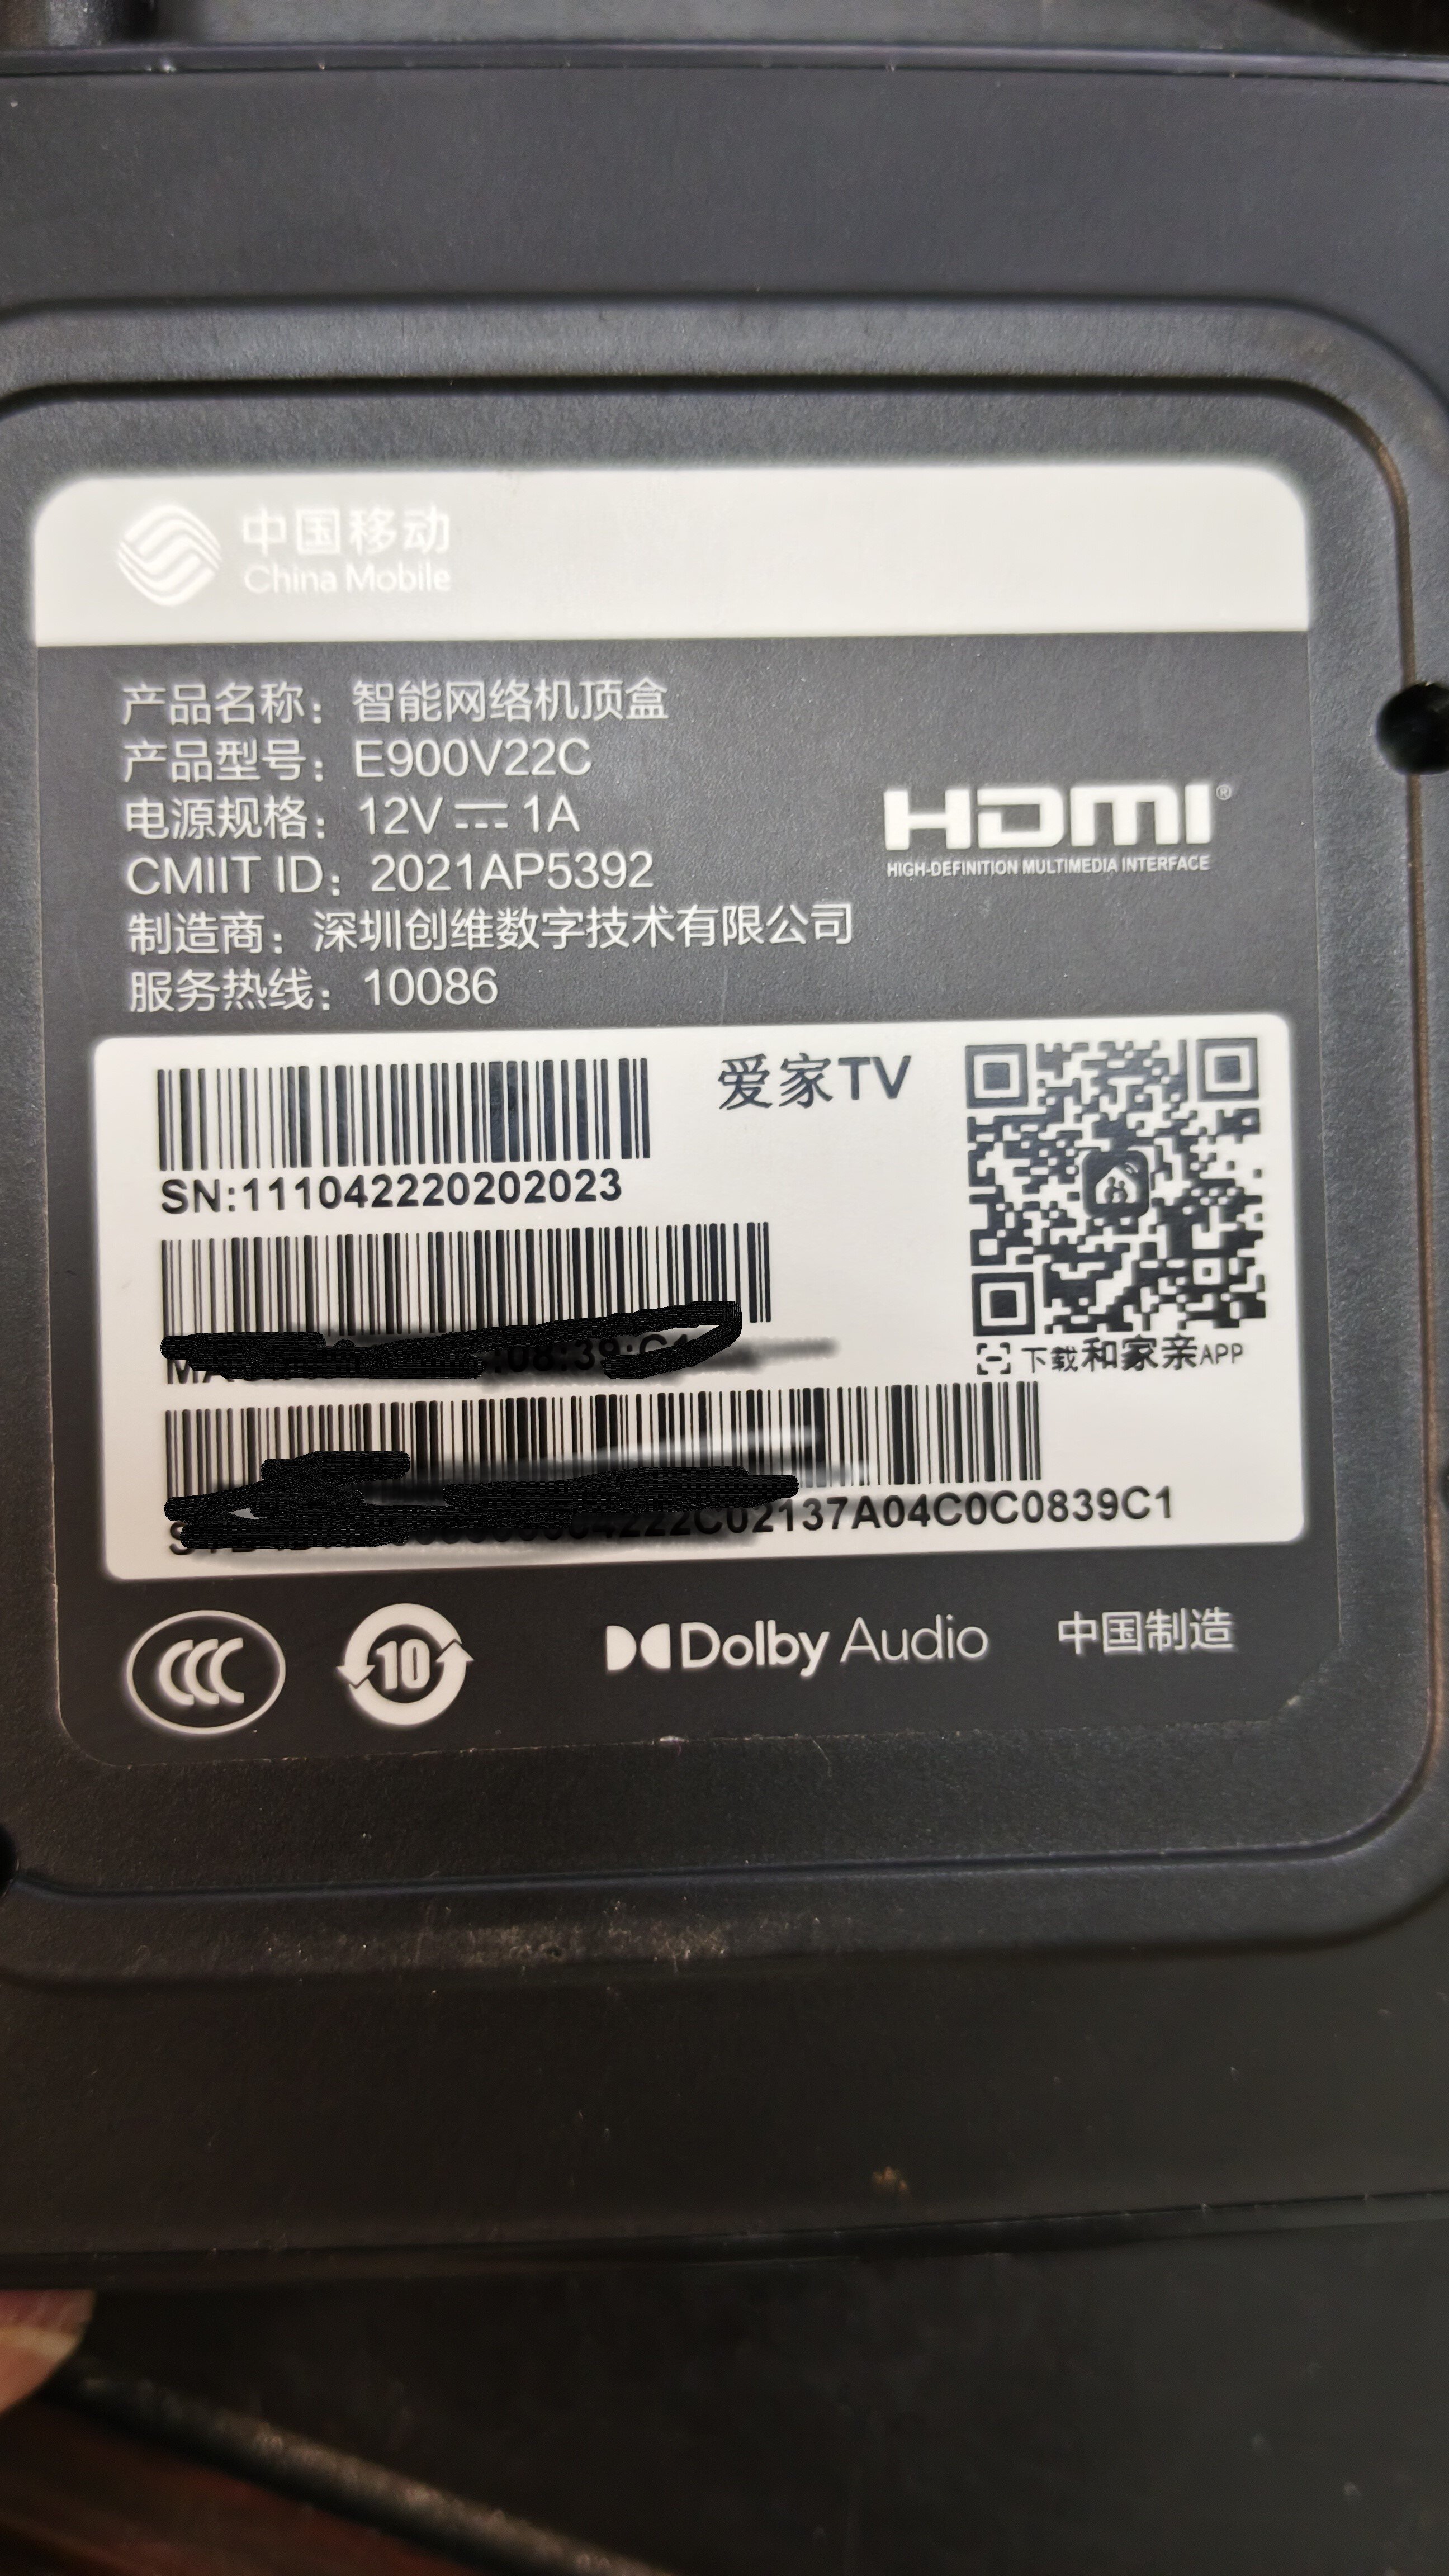 中国移动
China Mobile
产品名称：智能网络机顶盒
产品型号：E900V22C
电源规格：12V 1A
CMIIT ID：2021AP5392
制造商：深圳创维数字技术有限公司
服务热线：10086
HDMI®
HIGH-DEFINITION MULTIMEDIA INTERFACE
爱家TV
SN:111042220202023
:08:39:C1
下载和家亲APP
4222C02137A04C0C0839C1
CCC
10
Dolby Audio
中国制造